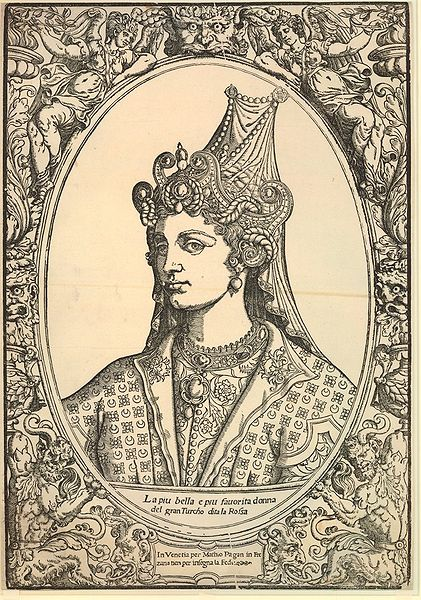 La piu bella e piu favorita donna
del gran Turcho dita la Rossa
In Venetia per Mathio Pagan in Fre
zaria tien per insegna la Fede